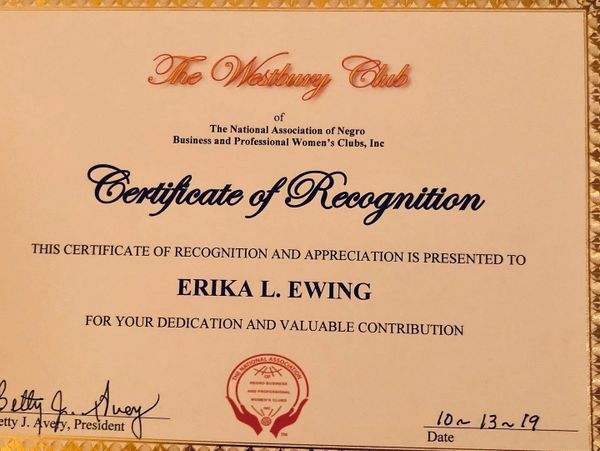 The Westbury Club
of
The National Association of Negro
Business and Professional Women's Clubs, Inc
Certificate of Recognition
THIS CERTIFICATE OF RECOGNITION AND APPRECIATION IS PRESENTED TO
ERIKA L. EWING
FOR YOUR DEDICATION AND VALUABLE CONTRIBUTION
THE NATIONAL ASSOCIATION
OF
NEGRO BUSINESS
AND PROFESSIONAL
WOMEN'S CLUBS
TM
Betty J. Avery
etty J. Avery, President
10~13~19
Date